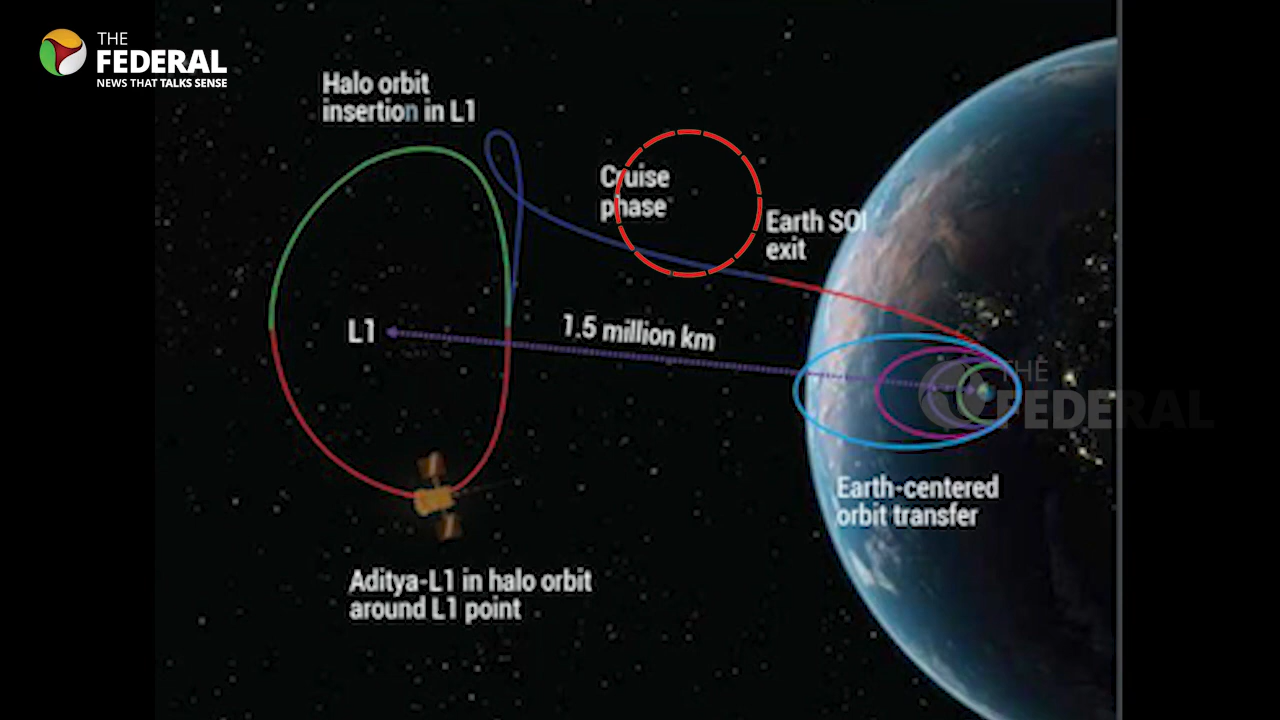 THE
FEDERAL
NEWS THAT TALKS SENSE
Halo orbit
insertion in L1
Cruise
phase
Earth SOI
exit
L1
1.5 million km
THE
FEDERAL
Earth-centered
orbit transfer
Aditya-L1 in halo orbit
around L1 point